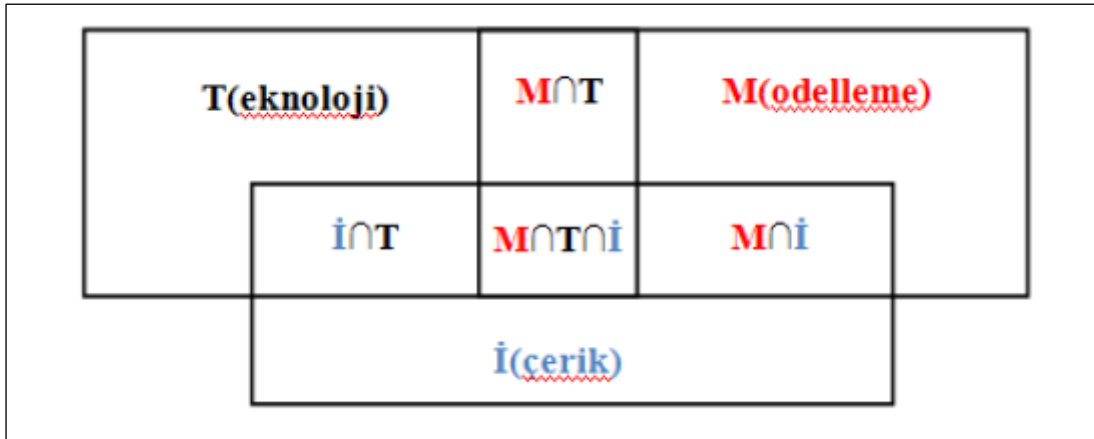 T(eknoloji)
M∩T
M(odelleme)
İ∩T
M∩T∩İ
M∩İ
İ(çerik)